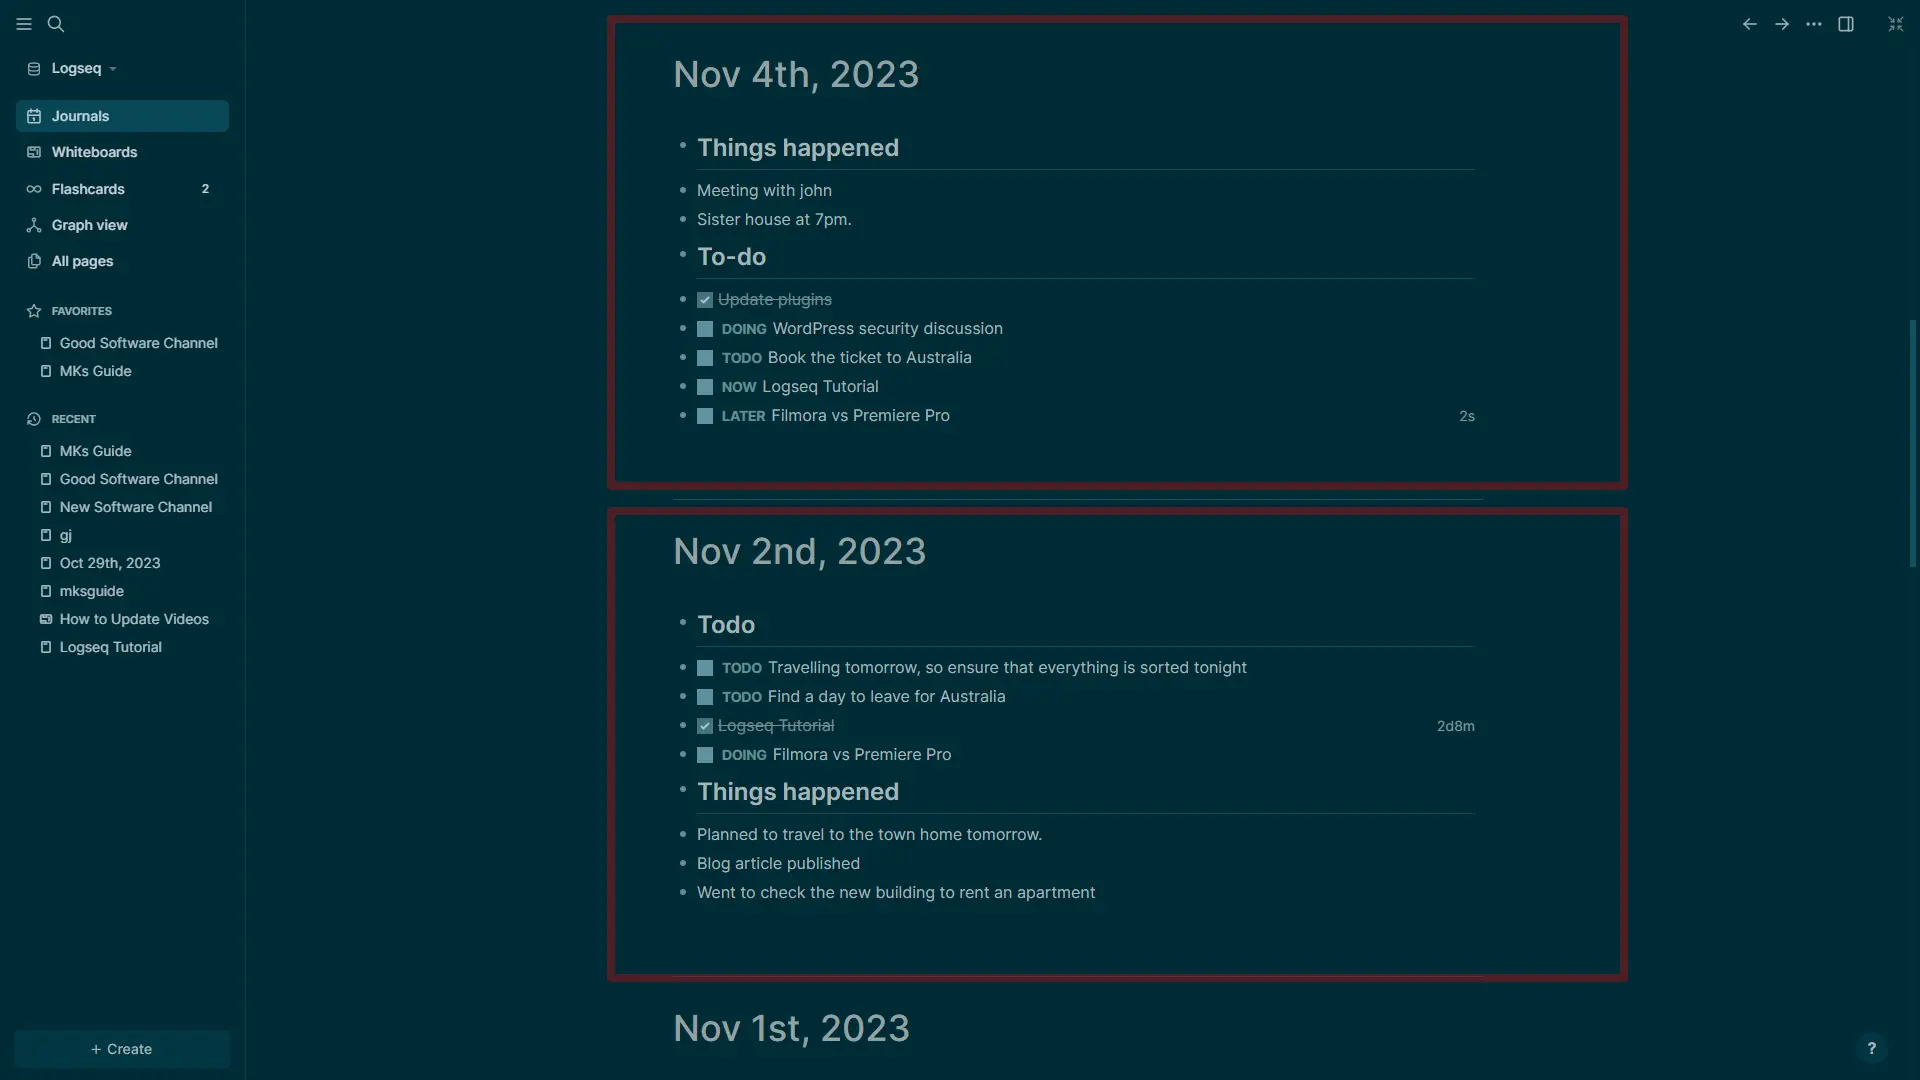 Logseq
Journals
Whiteboards
Flashcards 2
Graph view
All pages
FAVORITES
Good Software Channel
MKs Guide
RECENT
MKs Guide
Good Software Channel
New Software Channel
gj
Oct 29th, 2023
mksguide
How to Update Videos
Logseq Tutorial
+ Create
Nov 4th, 2023
Things happened
Meeting with john
Sister house at 7pm.
To-do
Update plugins
DOING WordPress security discussion
TODO Book the ticket to Australia
NOW Logseq Tutorial
LATER Filmora vs Premiere Pro 2s
Nov 2nd, 2023
Todo
TODO Travelling tomorrow, so ensure that everything is sorted tonight
TODO Find a day to leave for Australia
Logseq Tutorial 2d8m
DOING Filmora vs Premiere Pro
Things happened
Planned to travel to the town home tomorrow.
Blog article published
Went to check the new building to rent an apartment
Nov 1st, 2023
?